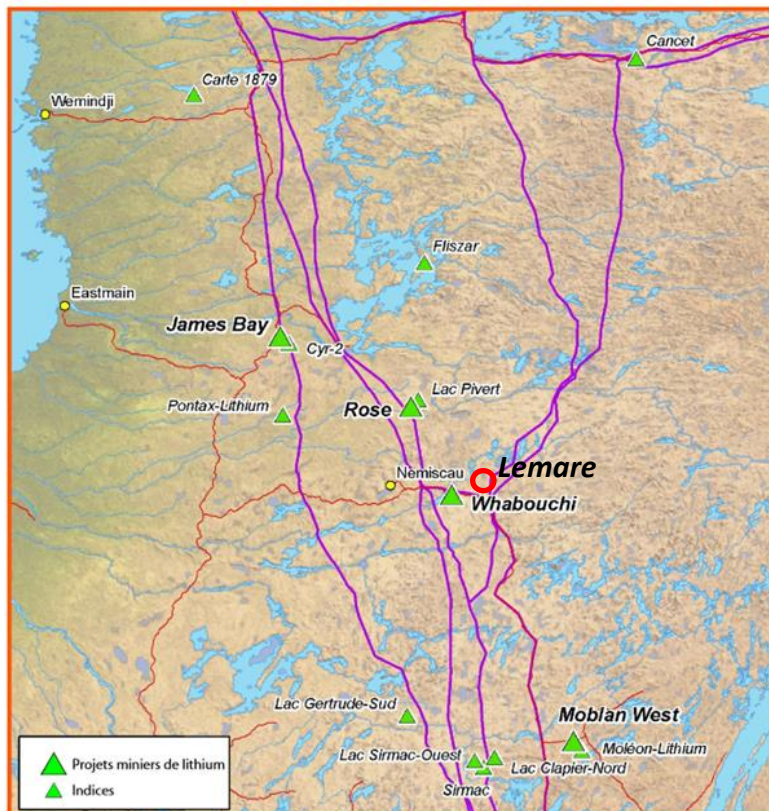 Cancet
Carte 1879
Wemindji
Fliszar
Eastmain
James Bay
Cyr-2
Lac Pivert
Pontax-Lithium
Rose
Nemiscau
Lemare
Whabouchi
Lac Gertrude-Sud
Moblan West
Lac Sirmac-Ouest
Moléon-Lithium
Lac Clapier-Nord
Sirmac
Projets miniers de lithium
Indices